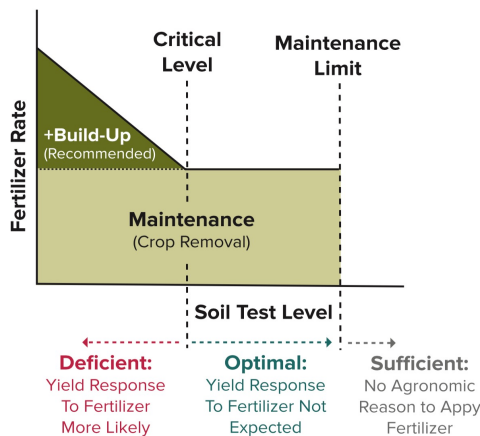 Critical
Level
Maintenance
Limit
Fertilizer Rate
+Build-Up
(Recommended)
Maintenance
(Crop Removal)
Soil Test Level
Deficient:
Yield Response
To Fertilizer
More Likely
Optimal:
Yield Response
To Fertilizer Not
Expected
Sufficient:
No Agronomic
Reason to Appy
Fertilizer